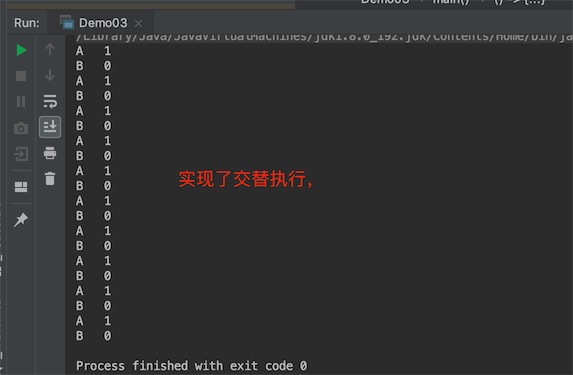 Demo03 main() () -> {...}
Run: Demo03
/Library/Java/JavaVirtualMachines/jdk1.8.0_192.jdk/Contents/Home/bin/ja
A 1
B 0
A 1
B 0
A 1
B 0
A 1
B 0
A 1
实现了交替执行，
B 0
A 1
B 0
A 1
B 0
A 1
B 0
A 1
B 0
A 1
B 0
Process finished with exit code 0